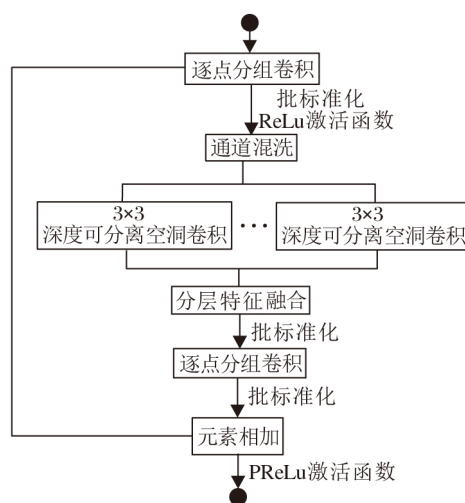 逐点分组卷积
批标准化
ReLu激活函数
通道混洗
3×3
深度可分离空洞卷积
···
3×3
深度可分离空洞卷积
分层特征融合
批标准化
逐点分组卷积
批标准化
元素相加
PReLu激活函数